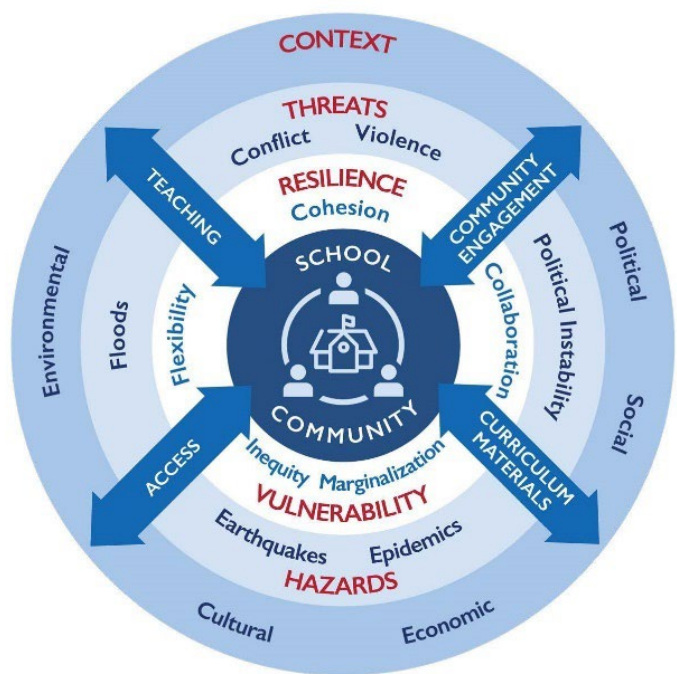 CONTEXT
THREATS
Conflict
Violence
RESILIENCE
Cohesion
TEACHING
COMMUNITY
ENGAGEMENT
SCHOOL
COMMUNITY
Environmental
Floods
Flexibility
Collaboration
Political Instability
Political
Social
ACCESS
CURRICULUM
MATERIALS
Inequity
Marginalization
VULNERABILITY
Earthquakes
Epidemics
HAZARDS
Cultural
Economic